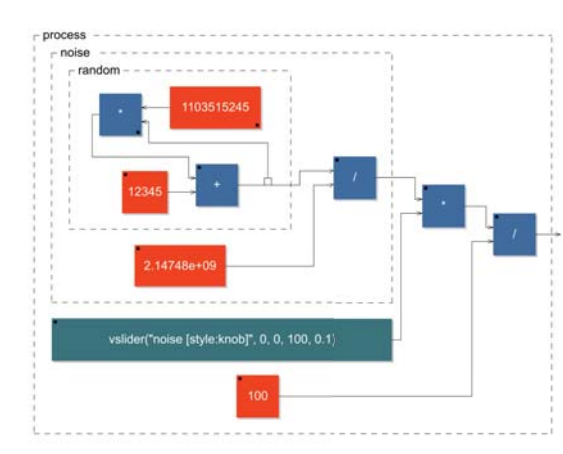 process
noise
random
*
1103515245
12345
+
/
*
/
2.14748e+09
vslider("noise [style:knob]", 0, 0, 100, 0.1)
100